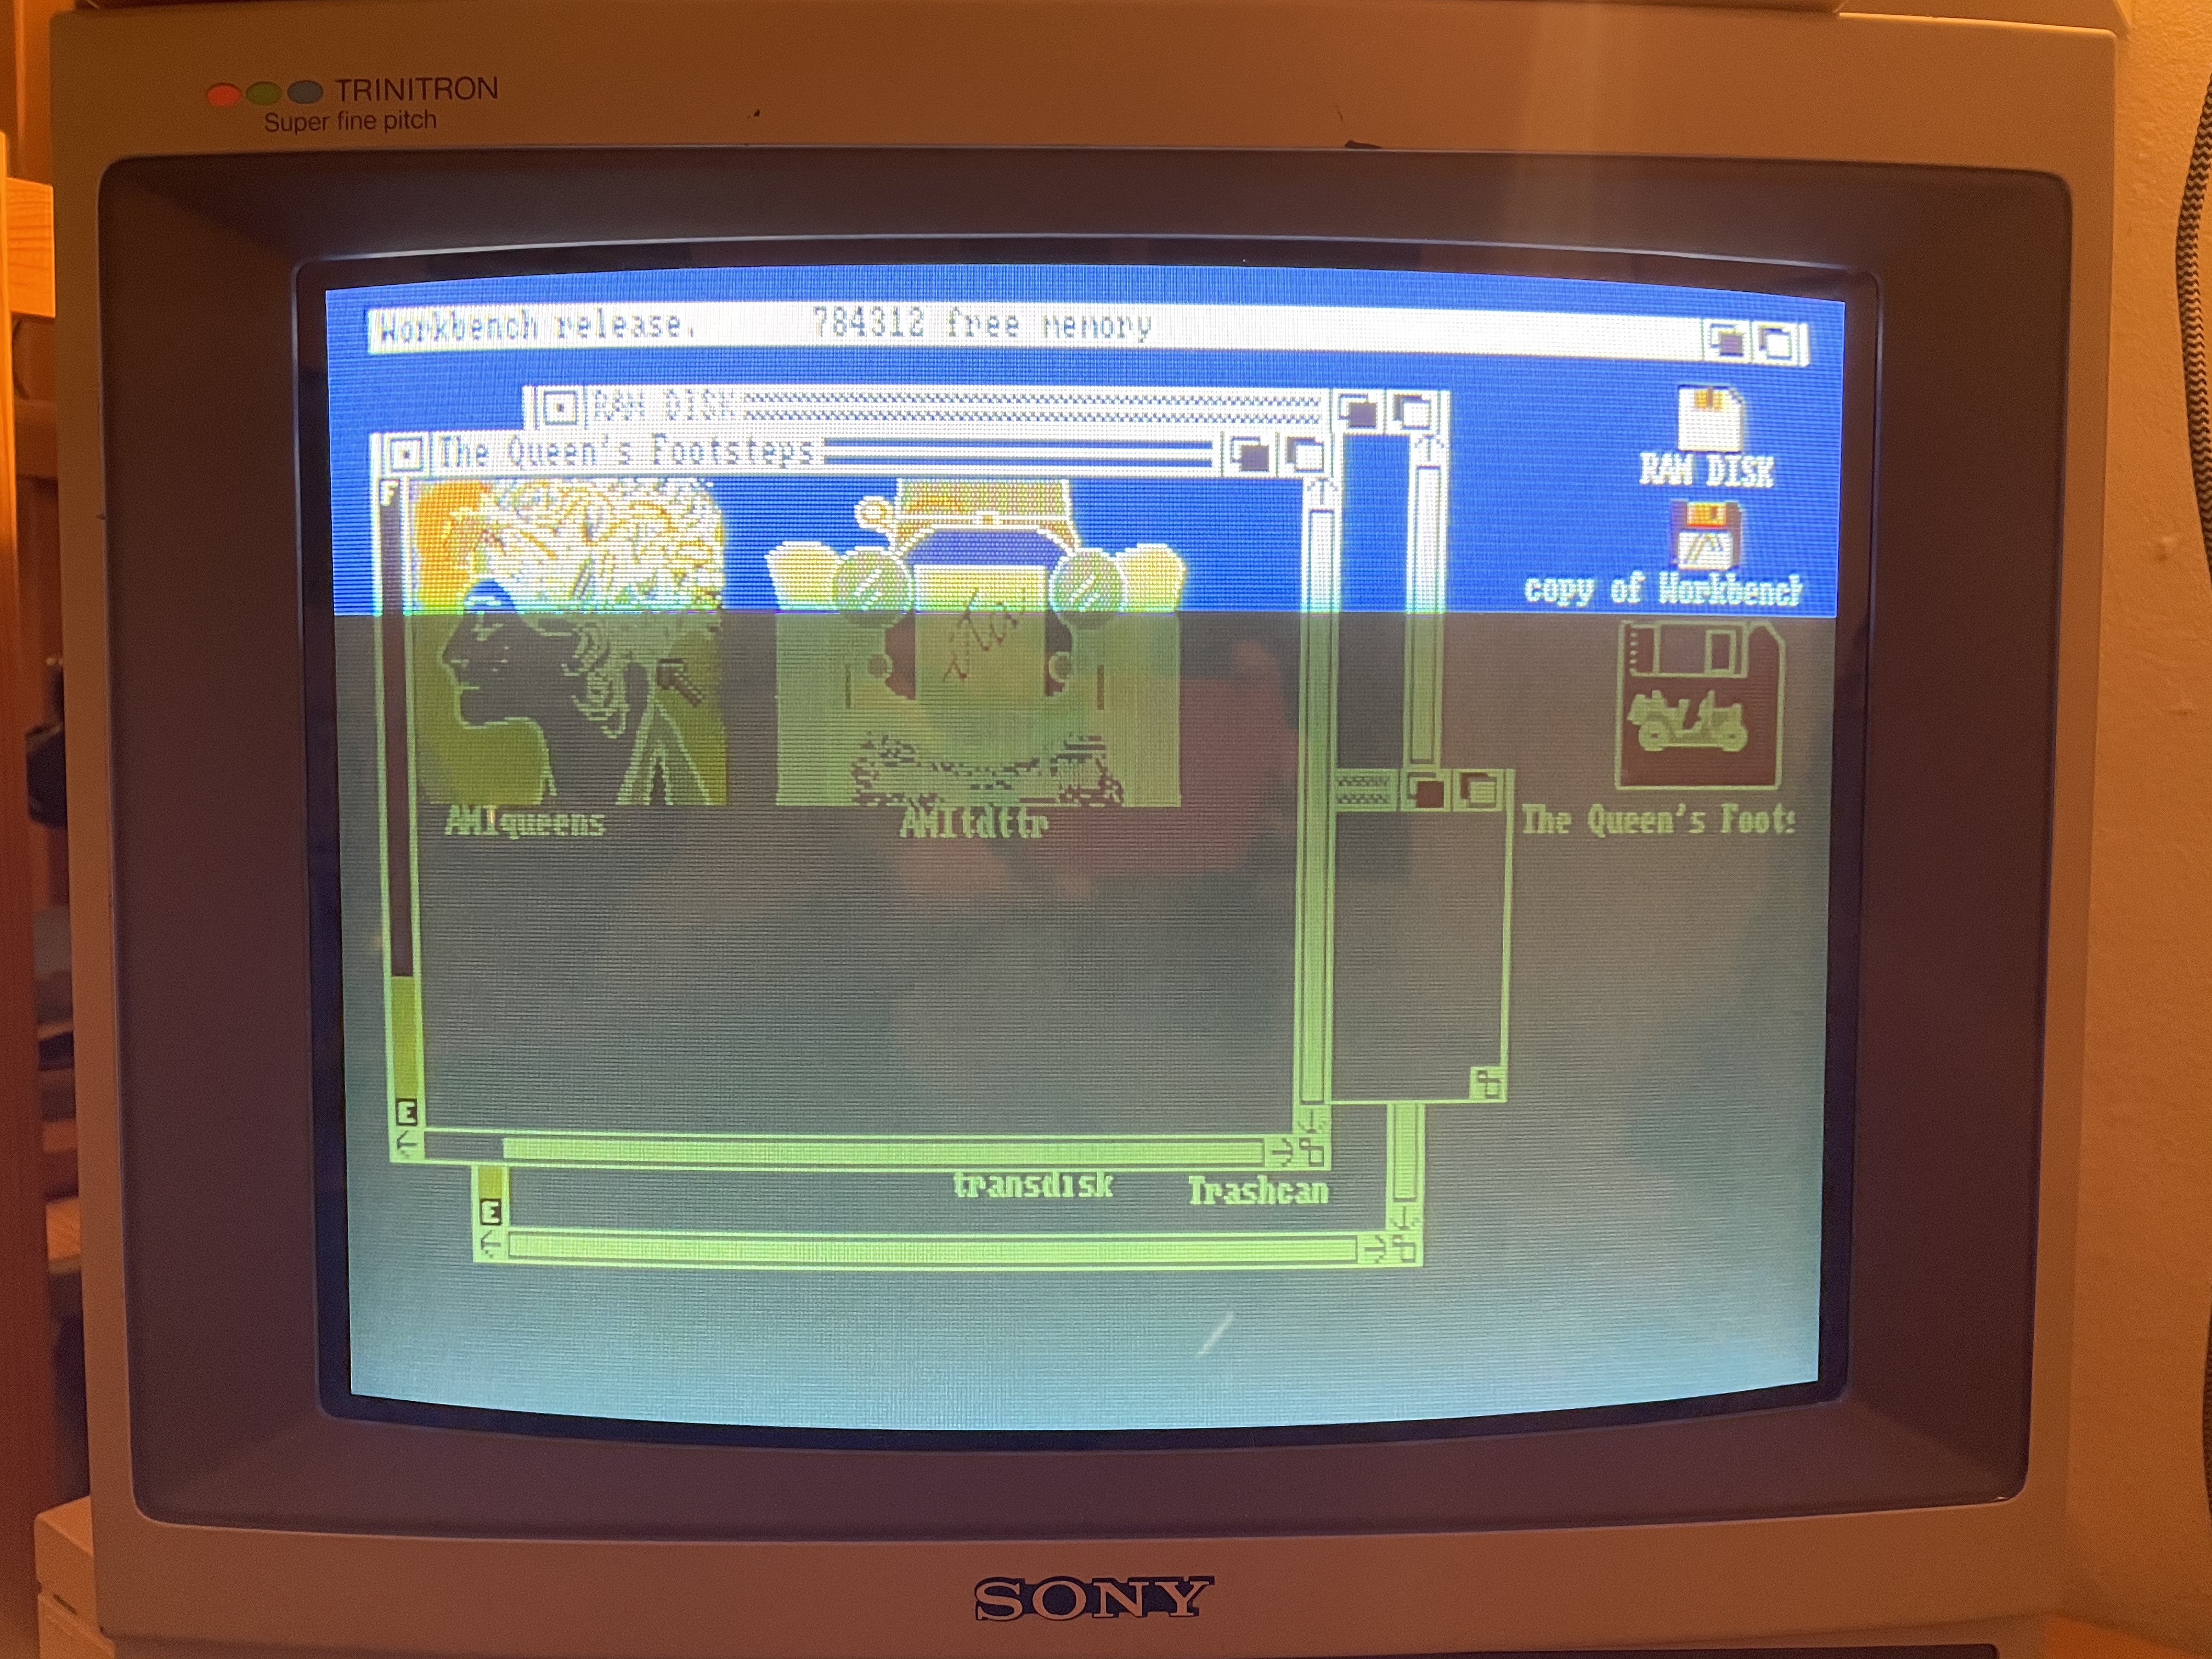 TRINITRON
Super fine pitch
Workbench release. 784312 free memory
RAM DISK
The Queen's Footsteps
F
RAM DISK
copy of Workbench
AMIqueens
AMItdttr
The Queen's Foots
E
transdisk
Trashcan
E
SONY